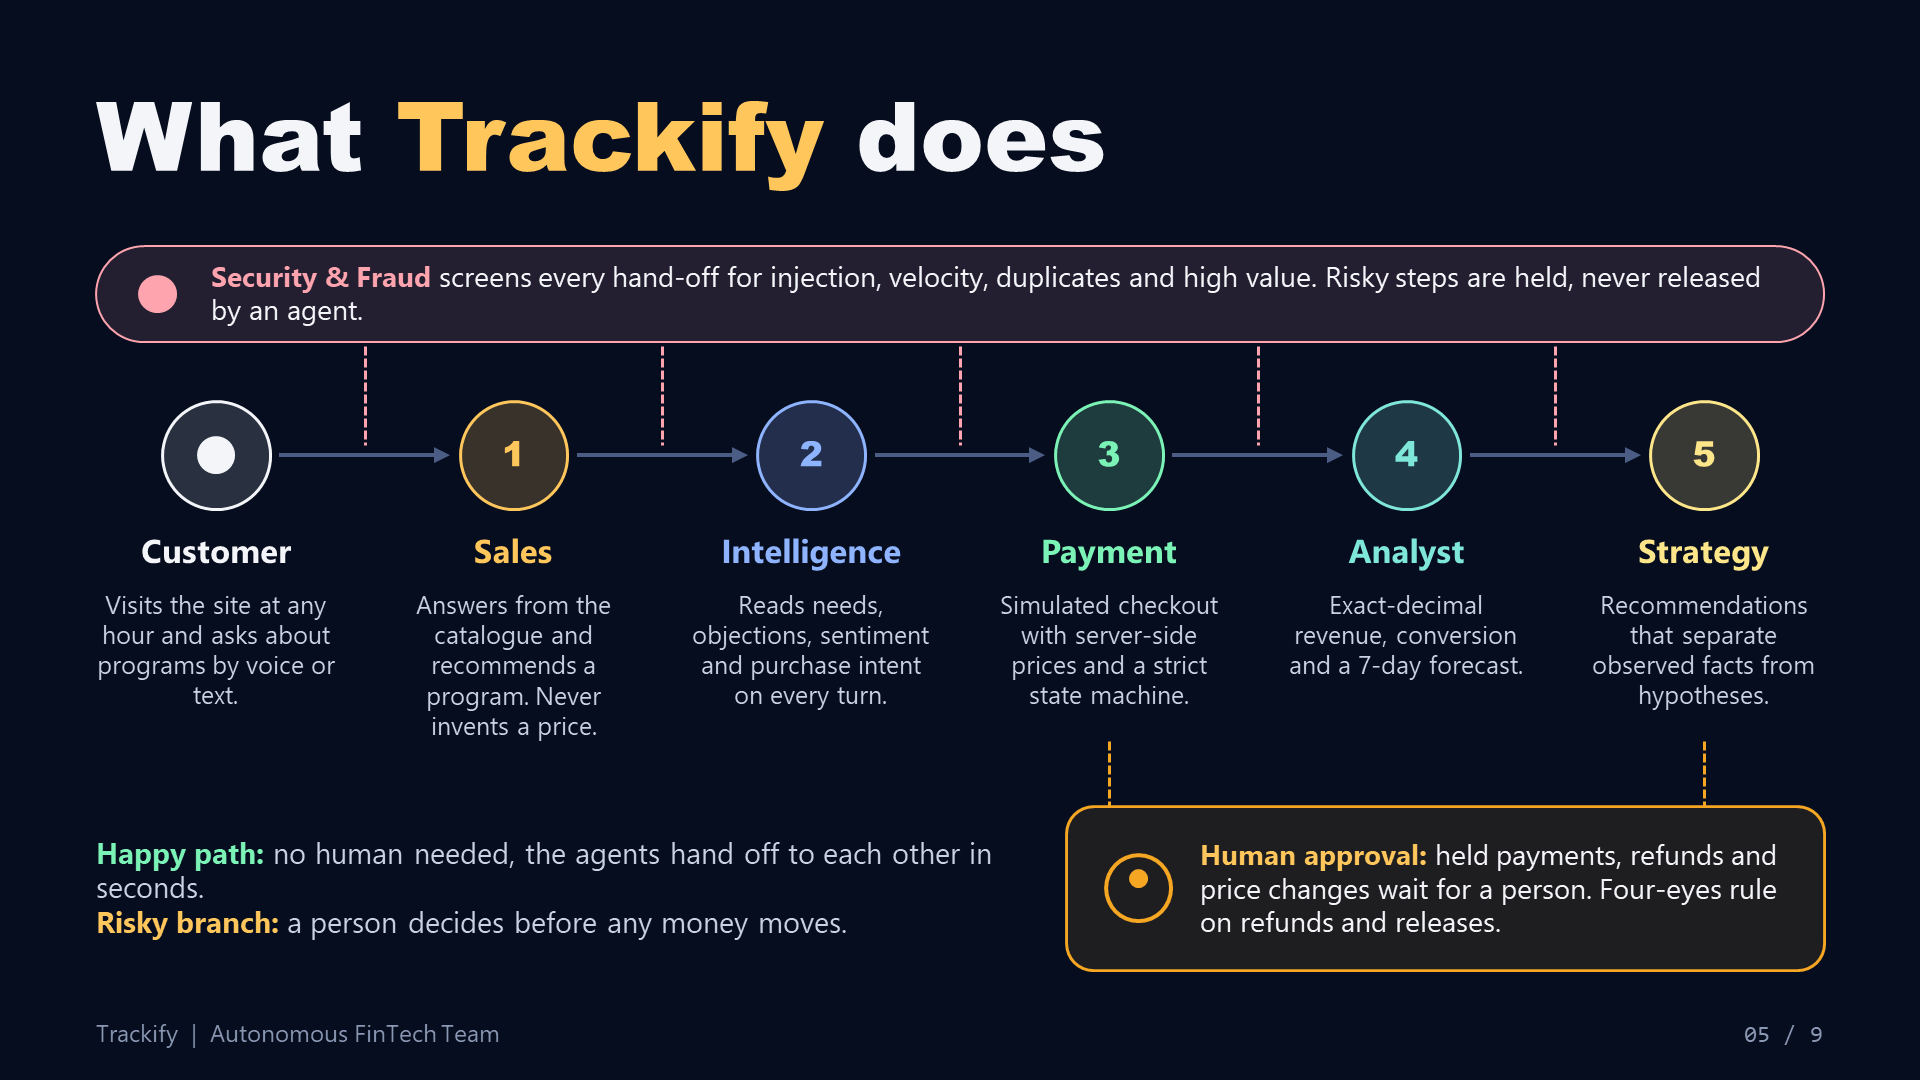 What Trackify does
Security & Fraud screens every hand-off for injection, velocity, duplicates and high value. Risky steps are held, never released
by an agent.
1
2
3
4
5
Customer
Visits the site at any
hour and asks about
programs by voice or
text.
Sales
Answers from the
catalogue and
recommends a
program. Never
invents a price.
Intelligence
Reads needs,
objections, sentiment
and purchase intent
on every turn.
Payment
Simulated checkout
with server-side
prices and a strict
state machine.
Analyst
Exact-decimal
revenue, conversion
and a 7-day forecast.
Strategy
Recommendations
that separate
observed facts from
hypotheses.
Happy path: no human needed, the agents hand off to each other in
seconds.
Risky branch: a person decides before any money moves.
Human approval: held payments, refunds and
price changes wait for a person. Four-eyes rule
on refunds and releases.
Trackify | Autonomous FinTech Team
05 / 9